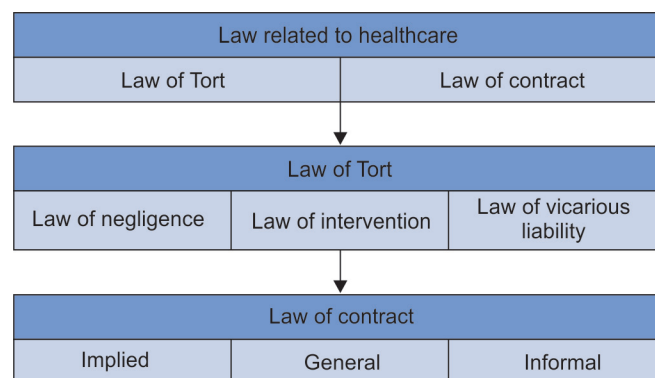 Law related to healthcare
Law of Tort
Law of contract
Law of Tort
Law of negligence
Law of intervention
Law of vicarious
liability
Law of contract
Implied
General
Informal